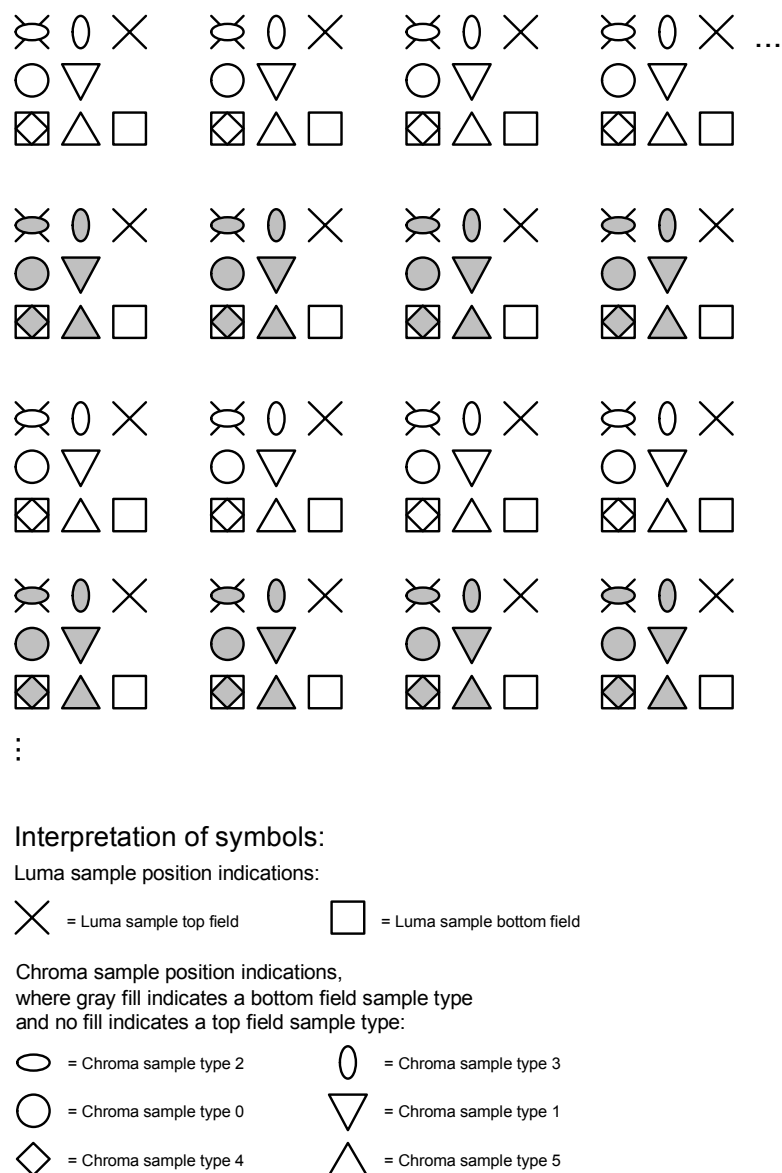 ...
⋮
Interpretation of symbols:
Luma sample position indications:
= Luma sample top field
= Luma sample bottom field
Chroma sample position indications,
where gray fill indicates a bottom field sample type
and no fill indicates a top field sample type:
= Chroma sample type 2
= Chroma sample type 3
= Chroma sample type 0
= Chroma sample type 1
= Chroma sample type 4
= Chroma sample type 5